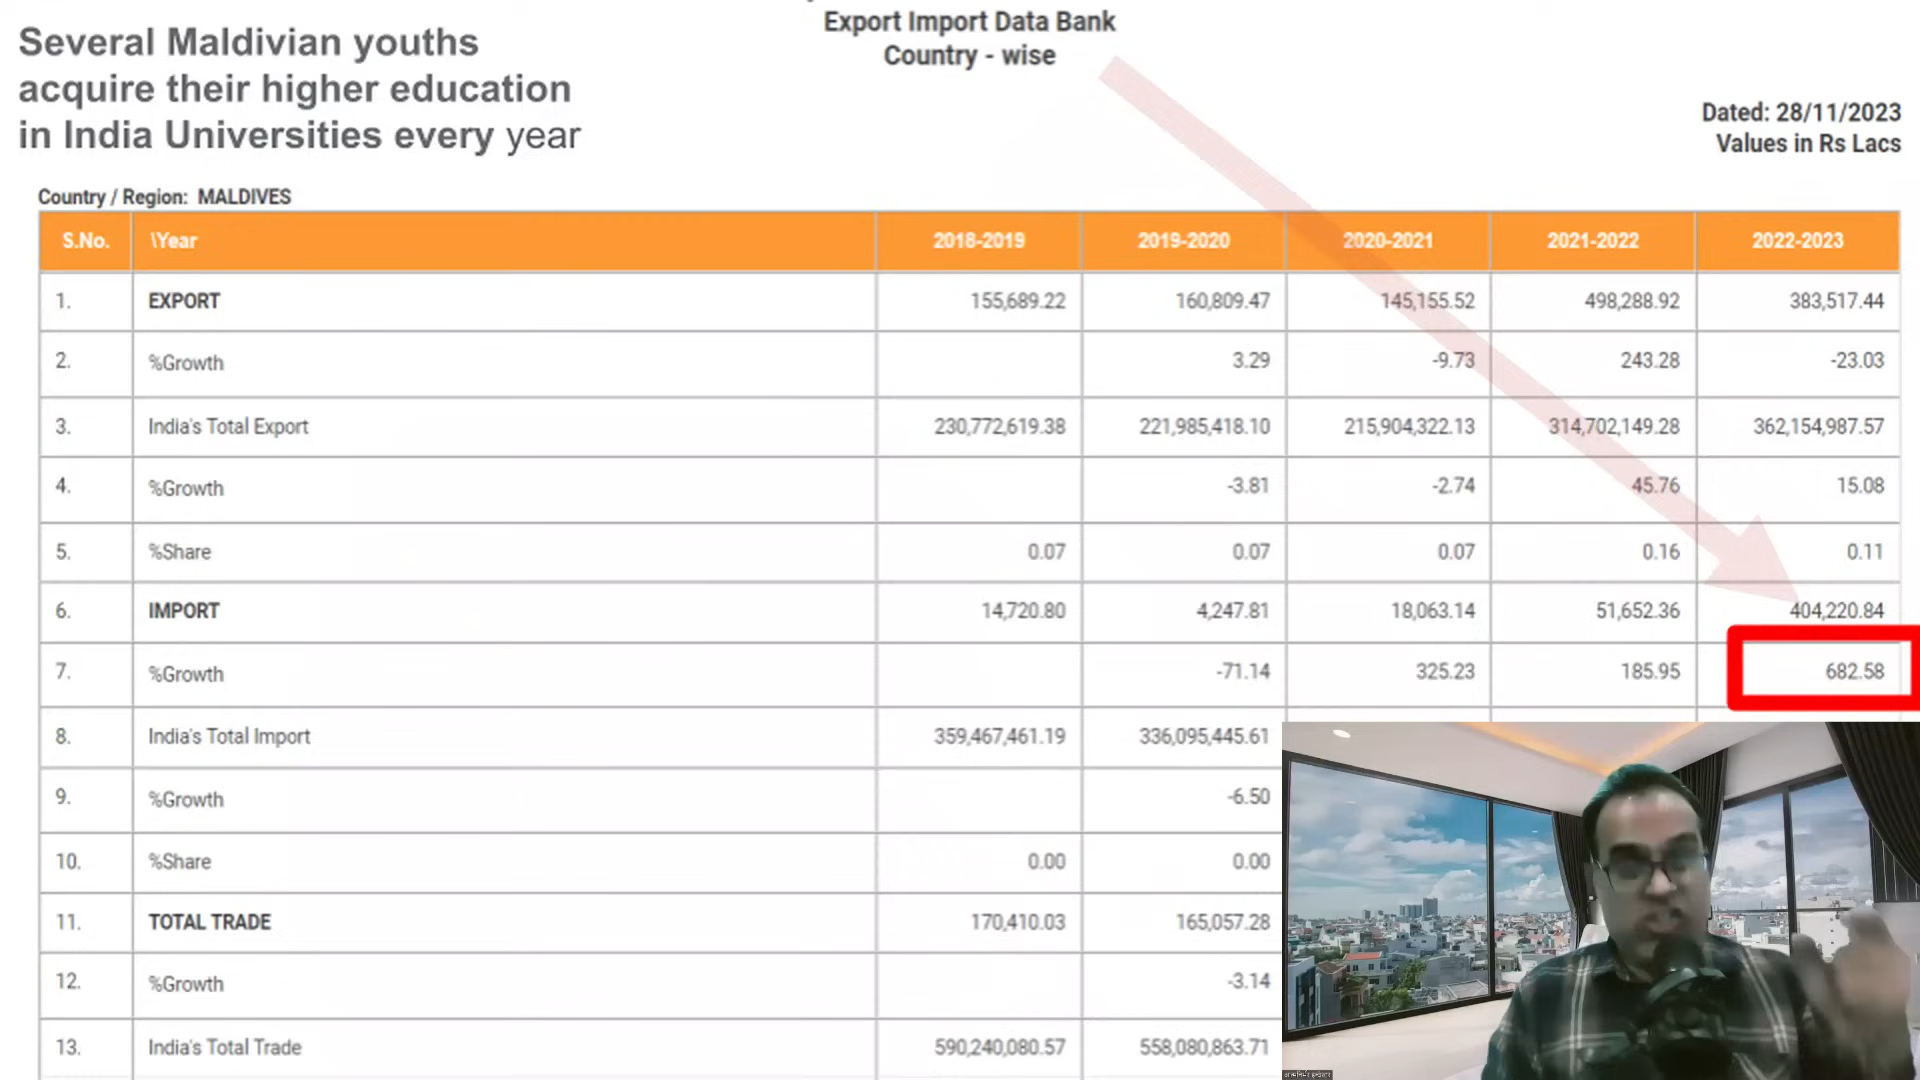 Several Maldivian youths
acquire their higher education
in India Universities every year
Export Import Data Bank
Country - wise
Dated: 28/11/2023
Values in Rs Lacs
Country / Region: MALDIVES
S.No. \Year 2018-2019 2019-2020 2020-2021 2021-2022 2022-2023
1. EXPORT 155,689.22 160,809.47 145,155.52 498,288.92 383,517.44
2. %Growth 3.29 -9.73 243.28 -23.03
3. India's Total Export 230,772,619.38 221,985,418.10 215,904,322.13 314,702,149.28 362,154,987.57
4. %Growth -3.81 -2.74 45.76 15.08
5. %Share 0.07 0.07 0.07 0.16 0.11
6. IMPORT 14,720.80 4,247.81 18,063.14 51,652.36 404,220.84
7. %Growth -71.14 325.23 185.95 682.58
8. India's Total Import 359,467,461.19 336,095,445.61
9. %Growth -6.50
10. %Share 0.00 0.00
11. TOTAL TRADE 170,410.03 165,057.28
12. %Growth -3.14
13. India's Total Trade 590,240,080.57 558,080,863.71